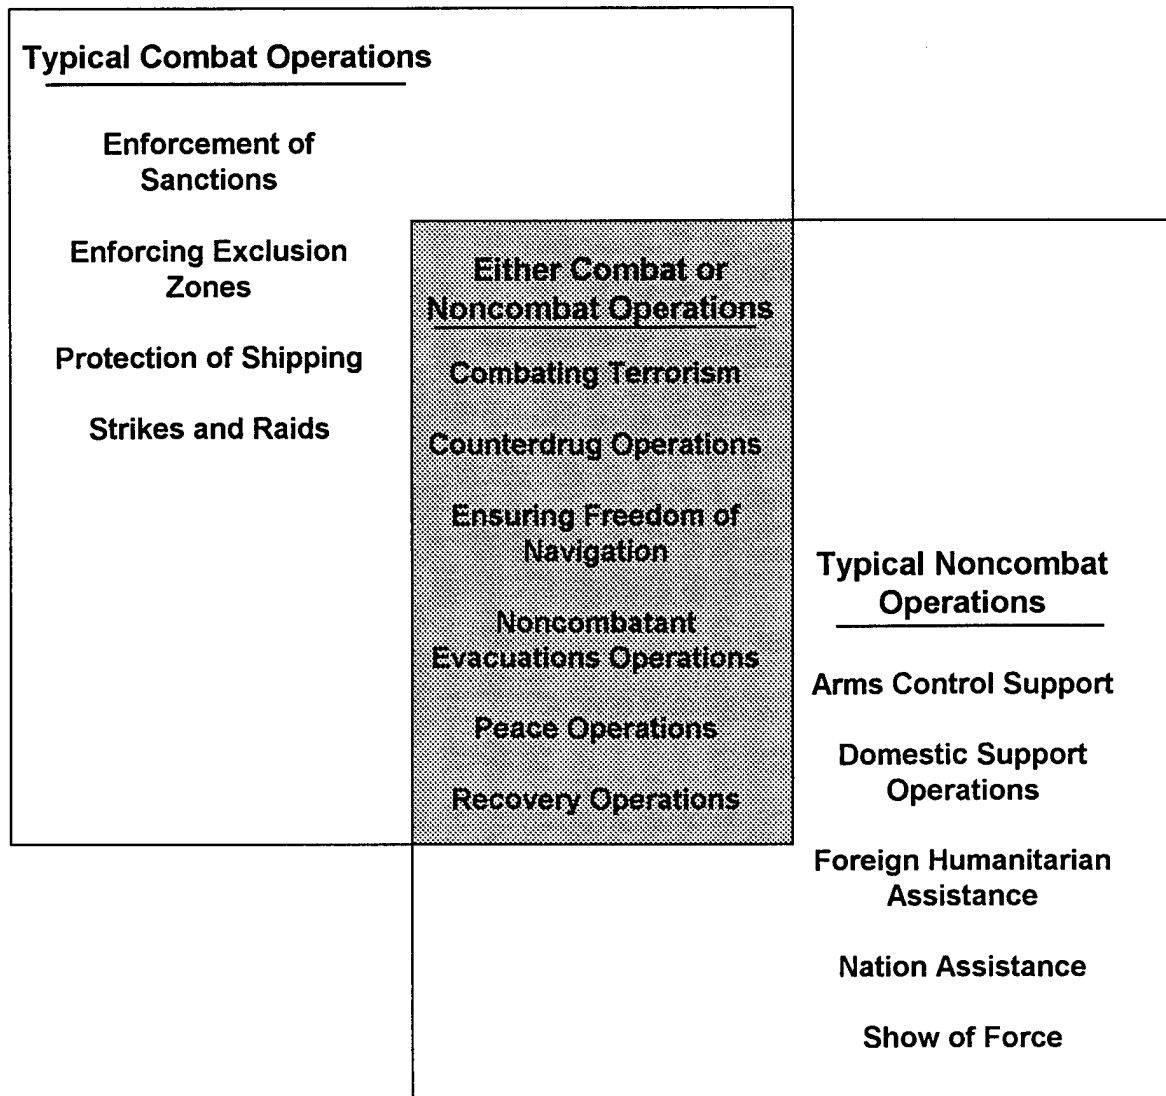 Typical Combat Operations
Enforcement of
Sanctions
Enforcing Exclusion
Zones
Protection of Shipping
Strikes and Raids
Either Combat or
Noncombat Operations
Combating Terrorism
Counterdrug Operations
Ensuring Freedom of
Navigation
Noncombatant
Evacuations Operations
Peace Operations
Recovery Operations
Typical Noncombat
Operations
Arms Control Support
Domestic Support
Operations
Foreign Humanitarian
Assistance
Nation Assistance
Show of Force